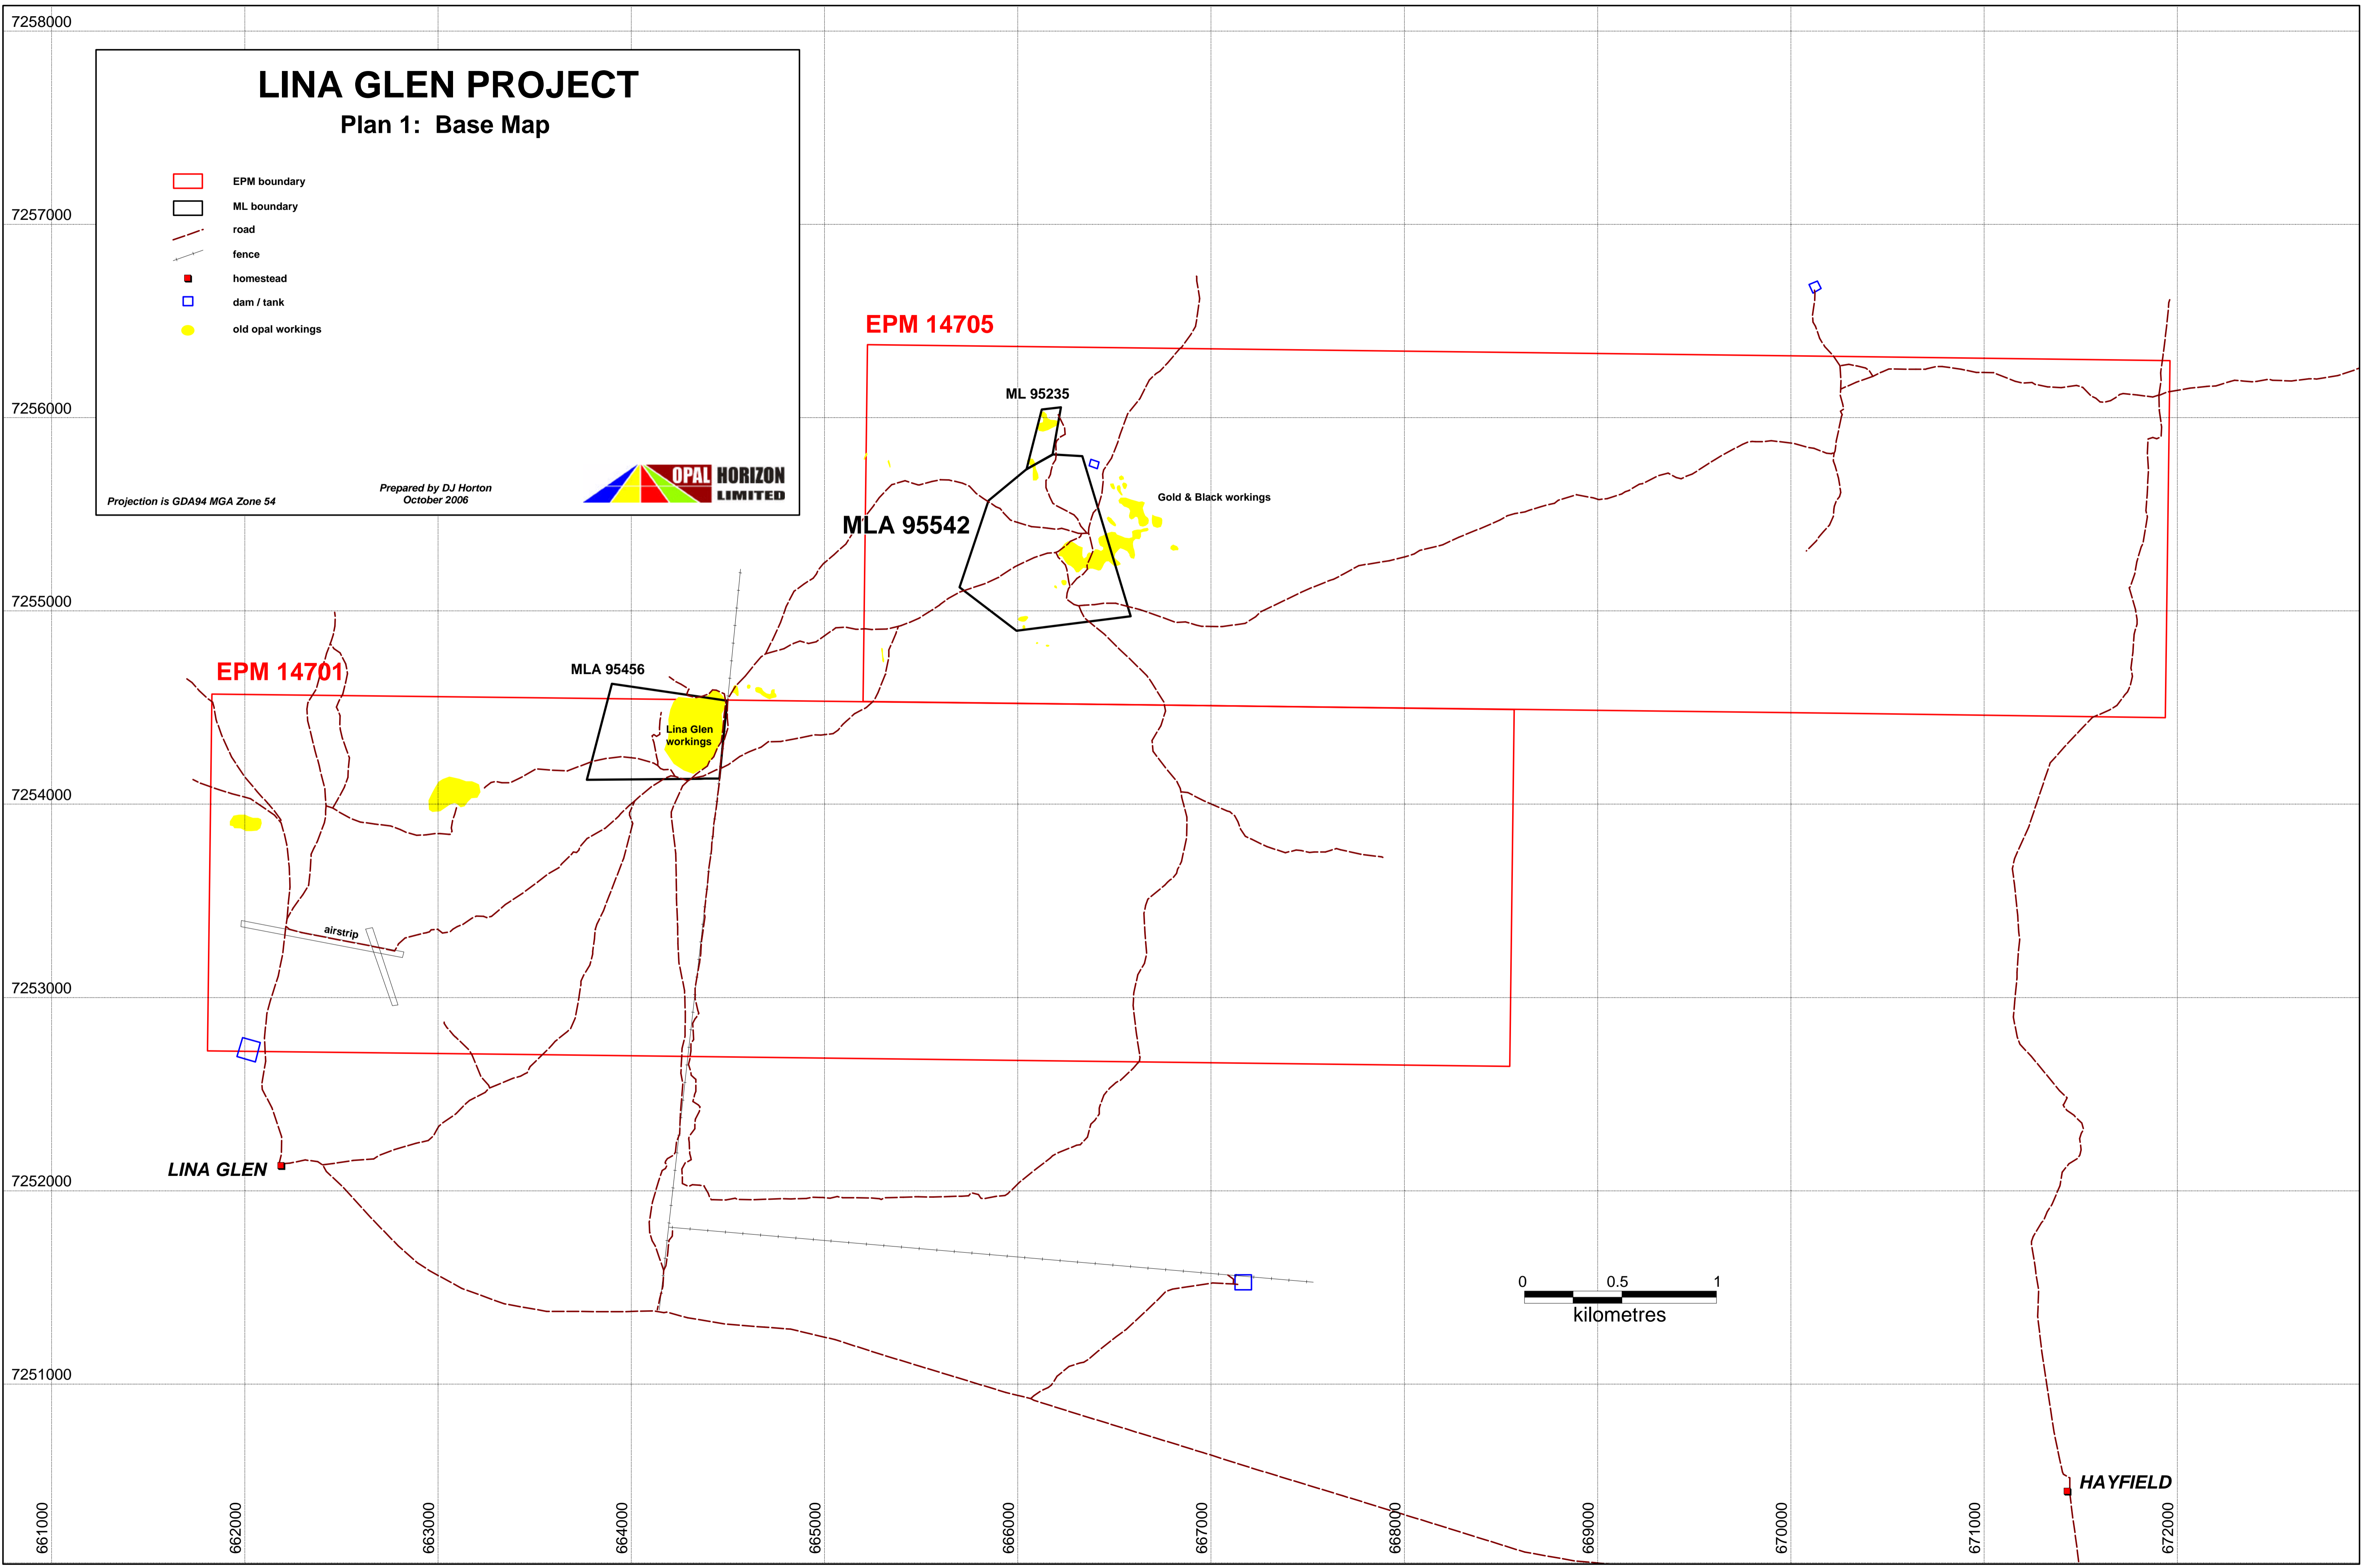 7258000
LINA GLEN PROJECT
Plan 1: Base Map
EPM boundary
ML boundary
road
fence
homestead
dam / tank
old opal workings
Projection is GDA94 MGA Zone 54
Prepared by DJ Horton
October 2006
OPAL HORIZON
LIMITED
7257000
EPM 14705
ML 95235
7256000
Gold & Black workings
MLA 95542
7255000
EPM 14701
MLA 95456
Lina Glen
workings
7254000
airstrip
7253000
LINA GLEN
7252000
0 0.5 1
kilometres
7251000
HAYFIELD
661000
662000
663000
664000
665000
666000
667000
668000
669000
670000
671000
672000